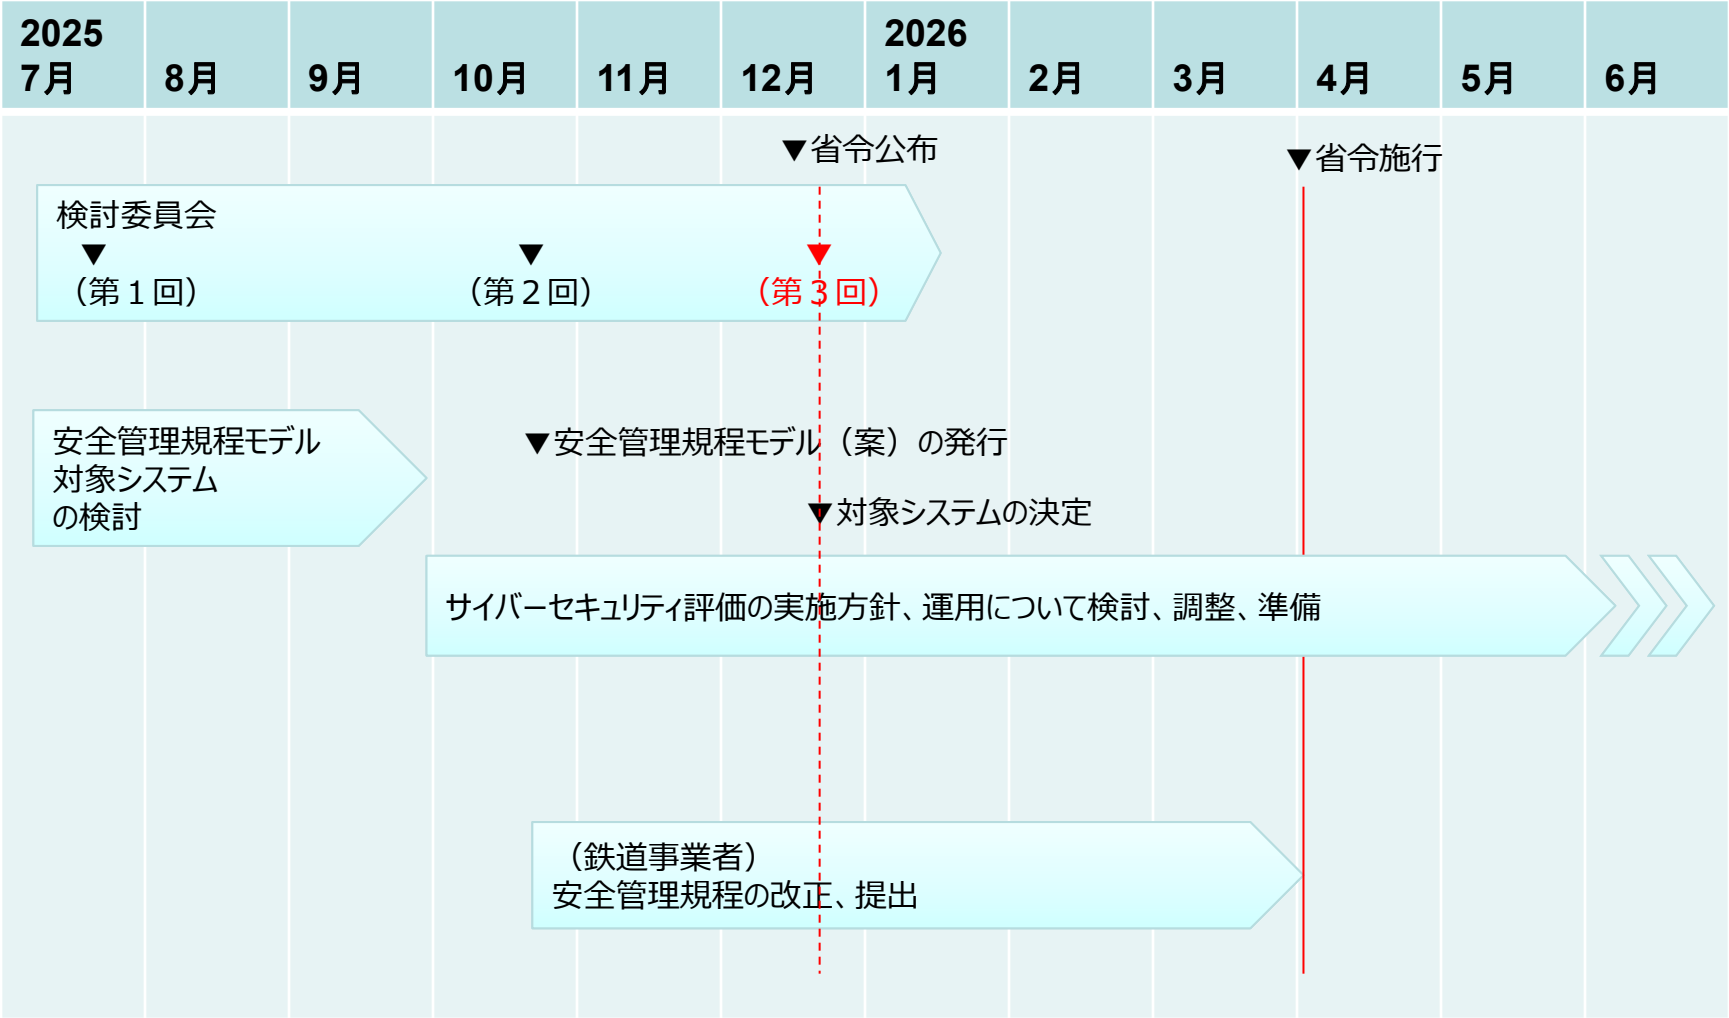 2025
7月
8月
9月
10月
11月
12月
2026
1月
2月
3月
4月
5月
6月
▼省令公布
▼省令施行
検討委員会
▼
▼
▼
（第１回）
（第２回）
（第３回）
安全管理規程モデル
対象システム
の検討
▼安全管理規程モデル（案）の発行
▼対象システムの決定
サイバーセキュリティ評価の実施方針、運用について検討、調整、準備
（鉄道事業者）
安全管理規程の改正、提出